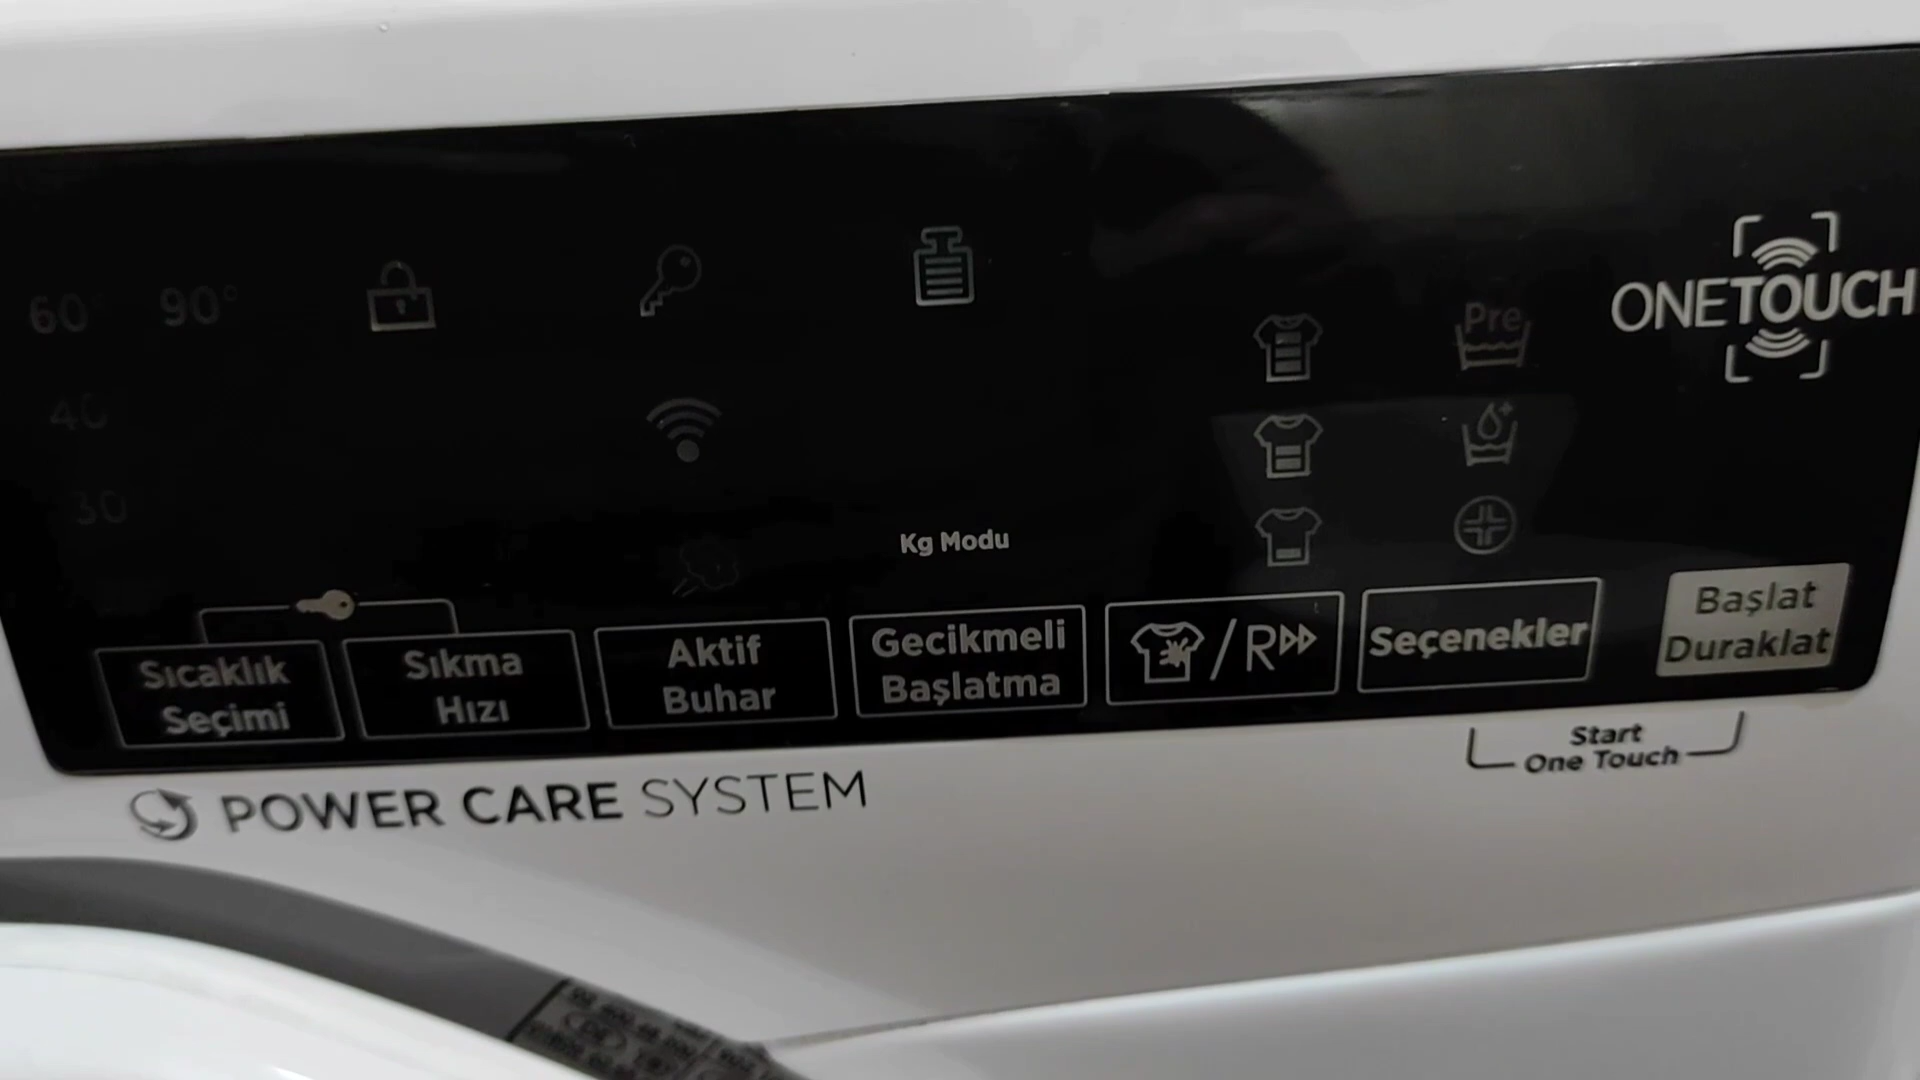 60° 90°
40
30
ONETOUCH
Pre
Kg Modu
Sıcaklık
Seçimi
Sıkma
Hızı
Aktif
Buhar
Gecikmeli
Başlatma
/R
Seçenekler
Başlat
Duraklat
Start
One Touch
POWER CARE SYSTEM